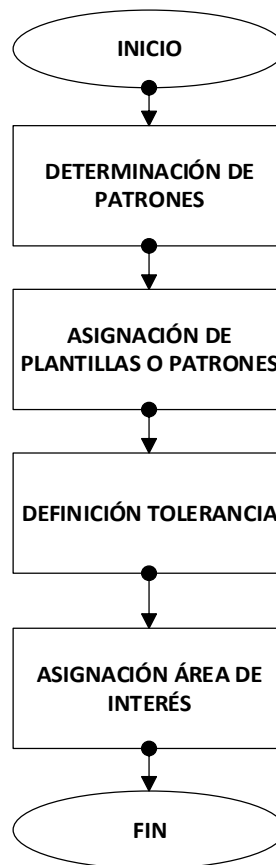 INICIO
DETERMINACIÓN DE
PATRONES
ASIGNACIÓN DE
PLANTILLAS O PATRONES
DEFINICIÓN TOLERANCIA
ASIGNACIÓN ÁREA DE
INTERÉS
FIN